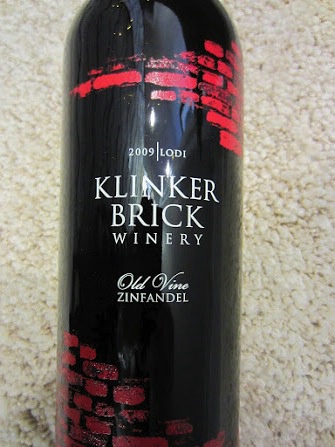 2009|LODI
KLINKER
BRICK
WINERY
Old Vine
ZINFANDEL